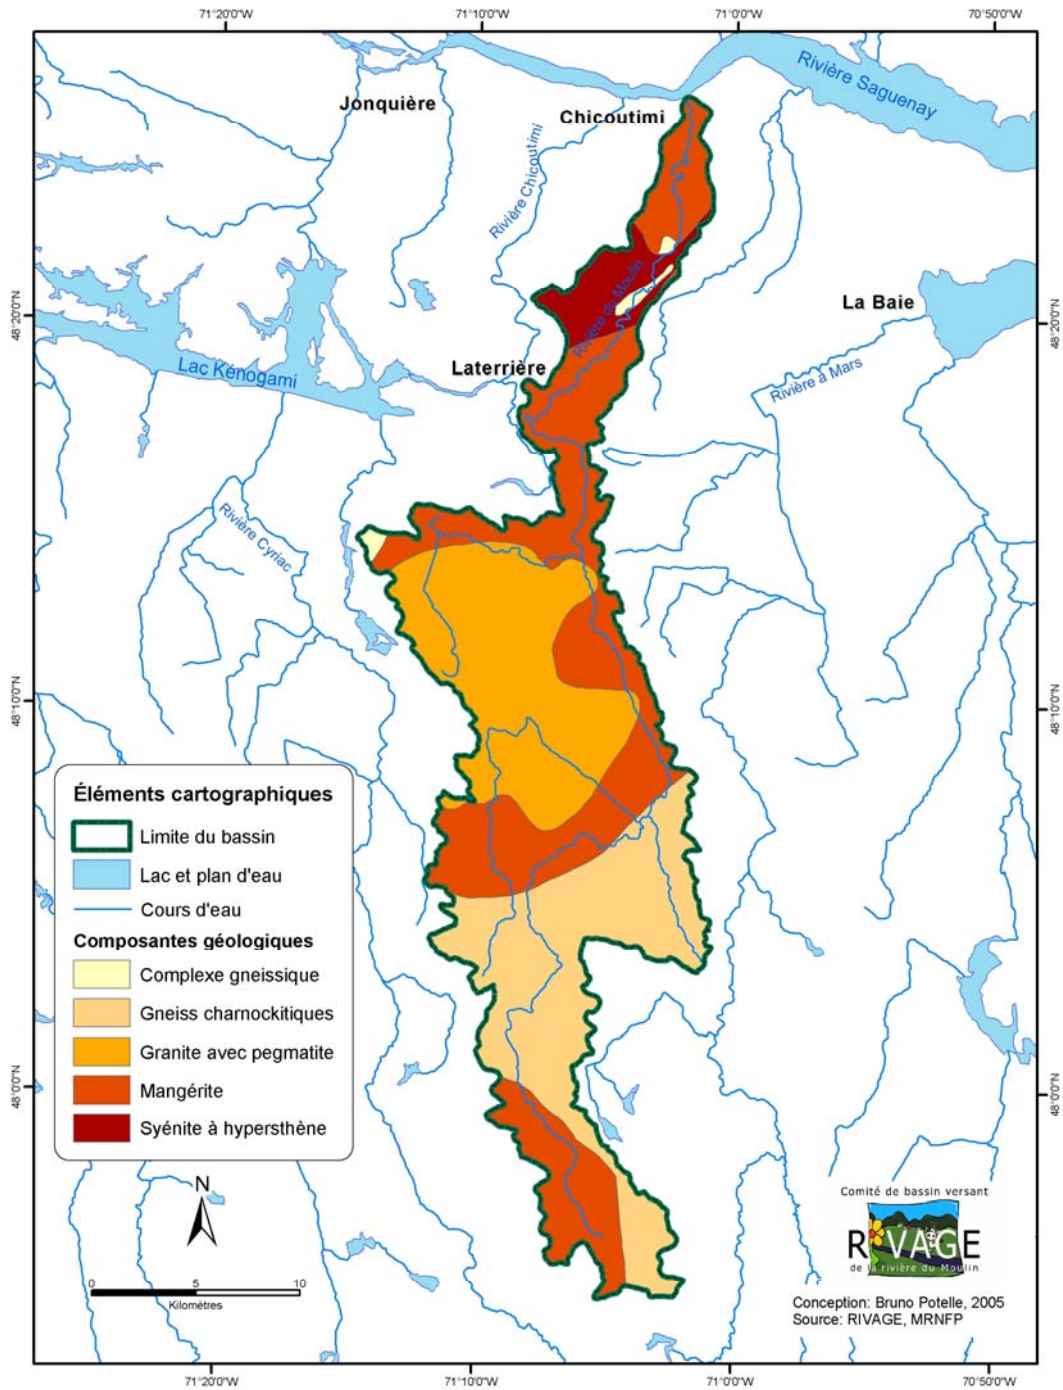 71°20'0"W
71°10'0"W
71°0'0"W
70°50'0"W
Rivière Saguenay
Jonquière
Chicoutimi
Rivière Chicoutimi
Rivière du Moulin
La Baie
48°20'0"N
48°20'0"N
Lac Kénogami
Laterrière
Rivière à Mars
Rivière Cyriac
48°10'0"N
48°10'0"N
Éléments cartographiques
Limite du bassin
Lac et plan d'eau
Cours d'eau
Composantes géologiques
Complexe gneissique
Gneiss charnockitiques
Granite avec pegmatite
Mangérite
Syénite à hypersthène
48°0'0"N
48°0'0"N
N
0 5 10
Kilomètres
Comité de bassin versant
RIVAGE
de la rivière du Moulin
Conception: Bruno Potelle, 2005
Source: RIVAGE, MRNFP
71°20'0"W
71°10'0"W
71°0'0"W
70°50'0"W